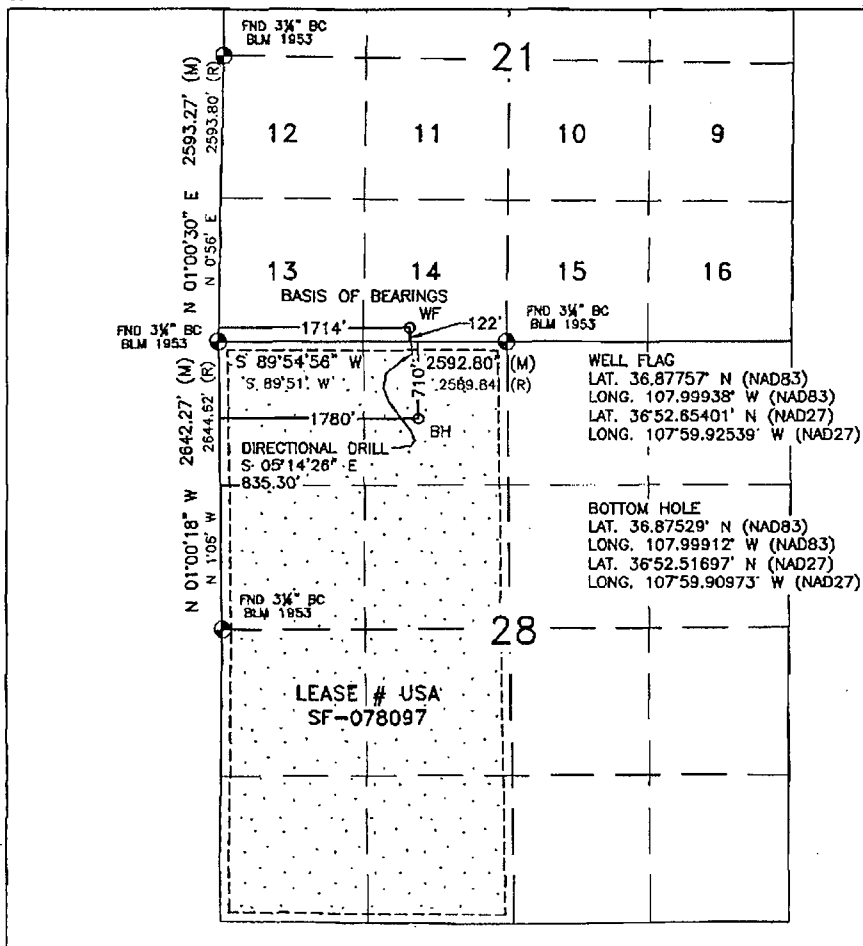 FND 3¼" BC
BLM 1953
21
2593.27' (M)
2593.80' (R)
12
11
10
9
N 01°00'30" E
N 0°56' E
13
14
15
16
BASIS OF BEARINGS
WF
1714'
122'
FND 3¼" BC
BLM 1953
FND 3¼" BC
BLM 1953
S 89°54'56" W
2592.80' (M)
S 89°51' W
2589.84' (R)
710'
1780'
BH
DIRECTIONAL DRILL
S 05°14'26" E
835.30'
2642.27' (M)
2644.62' (R)
N 01°00'18" W
N 1°06' W
WELL FLAG
LAT. 36.87757° N (NAD83)
LONG. 107.99938° W (NAD83)
LAT. 36°52.65401' N (NAD27)
LONG. 107°59.92539' W (NAD27)
BOTTOM HOLE
LAT. 36.87529° N (NAD83)
LONG. 107.99912° W (NAD83)
LAT. 36°52.51697' N (NAD27)
LONG. 107°59.90973' W (NAD27)
FND 3¼" BC
BLM 1953
28
LEASE # USA
SF-078097